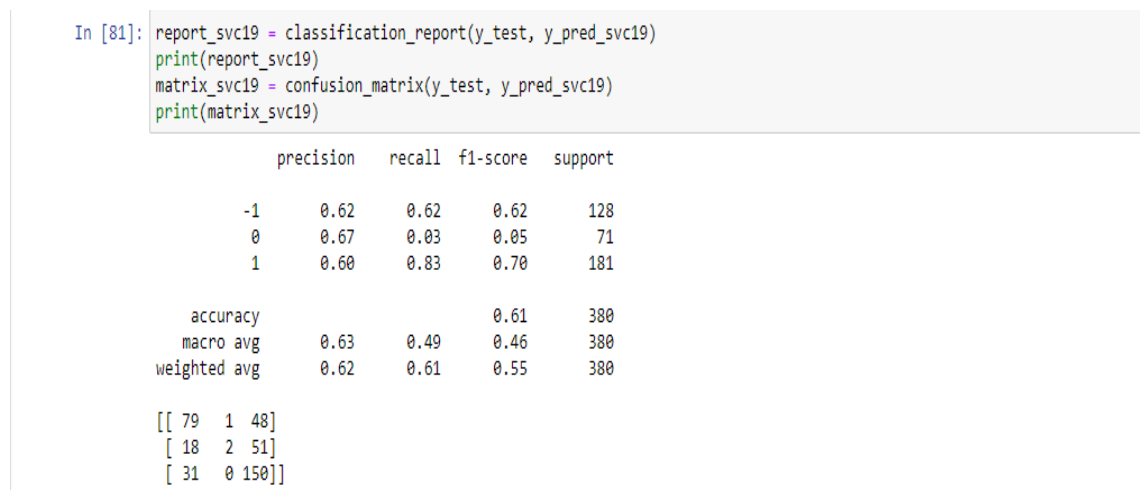 In [81]: report_svc19 = classification_report(y_test, y_pred_svc19)
print(report_svc19)
matrix_svc19 = confusion_matrix(y_test, y_pred_svc19)
print(matrix_svc19)
precision recall f1-score support
-1 0.62 0.62 0.62 128
0 0.67 0.03 0.05 71
1 0.60 0.83 0.70 181
accuracy 0.61 380
macro avg 0.63 0.49 0.46 380
weighted avg 0.62 0.61 0.55 380
[[ 79 1 48]
[ 18 2 51]
[ 31 0 150]]